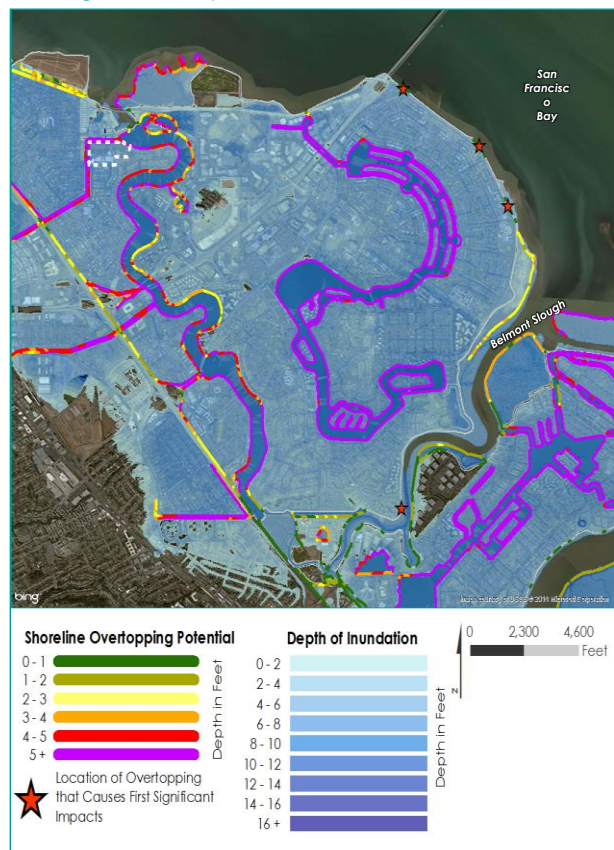 San
Francisc
o
Bay
Belmont Slough
bing
Shoreline Overtopping Potential
0 - 1
1 - 2
2 - 3
3 - 4
4 - 5
5 +
Depth in Feet
Location of Overtopping
that Causes First Significant
Impacts
Depth of Inundation
0 - 2
2 - 4
4 - 6
6 - 8
8 - 10
10 - 12
12 - 14
14 - 16
16 +
Depth in Feet
N
0 2,300 4,600
Feet